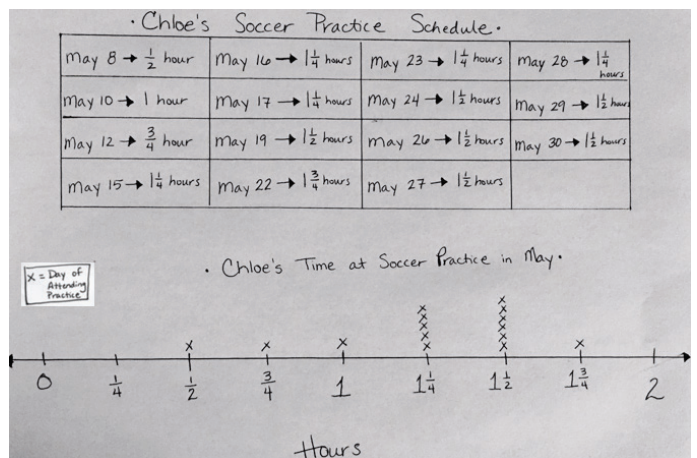 · Chloe's Soccer Practice Schedule ·
May 8 → 1/2 hour
May 16 → 1 1/4 hours
May 23 → 1 1/4 hours
May 28 → 1 1/4 hours
May 10 → 1 hour
May 17 → 1 1/4 hours
May 24 → 1 1/2 hours
May 29 → 1 1/2 hours
May 12 → 3/4 hour
May 19 → 1 1/2 hours
May 26 → 1 1/2 hours
May 30 → 1 1/2 hours
May 15 → 1 1/4 hours
May 22 → 1 3/4 hours
May 27 → 1 1/2 hours
· Chloe's Time at Soccer Practice in May ·
x = Day of
Attending
Practice
0 1/4 1/2 3/4 1 1 1/4 1 1/2 1 3/4 2
Hours